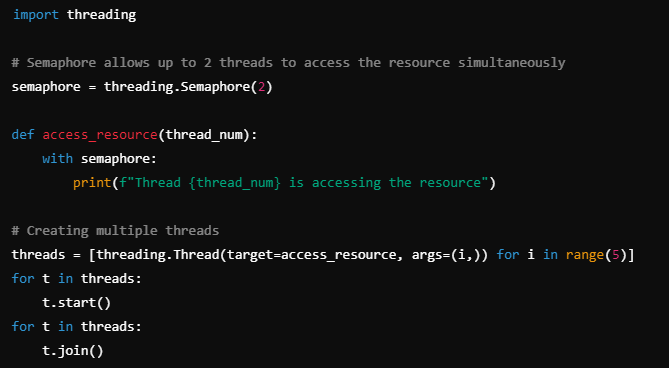 import threading
# Semaphore allows up to 2 threads to access the resource simultaneously
semaphore = threading.Semaphore(2)
def access_resource(thread_num):
    with semaphore:
        print(f"Thread {thread_num} is accessing the resource")
# Creating multiple threads
threads = [threading.Thread(target=access_resource, args=(i,)) for i in range(5)]
for t in threads:
    t.start()
for t in threads:
    t.join()